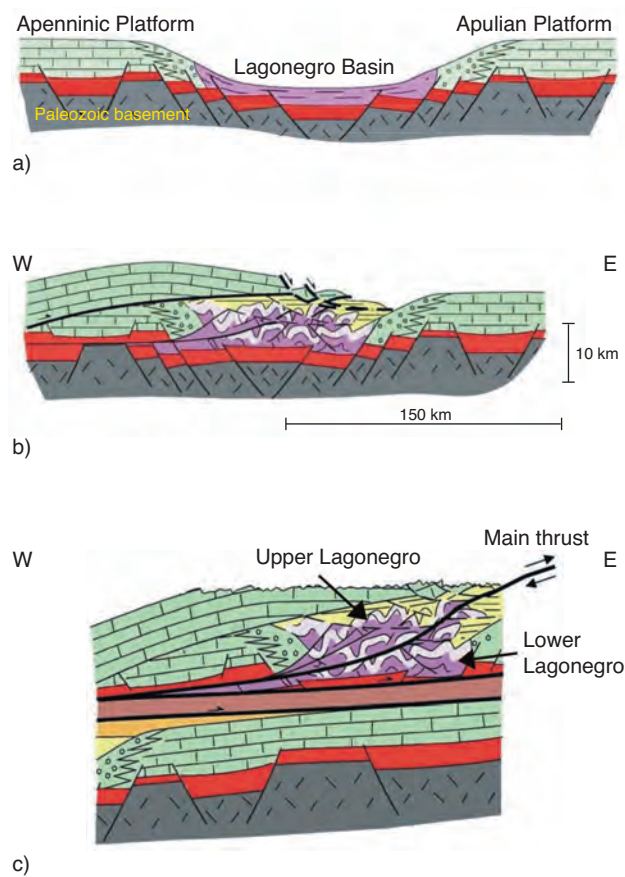 Apenninic Platform
Apulian Platform
Lagonegro Basin
Paleozoic basement
a)
W
E
10 km
150 km
b)
W
Main thrust
E
Upper Lagonegro
Lower
Lagonegro
c)